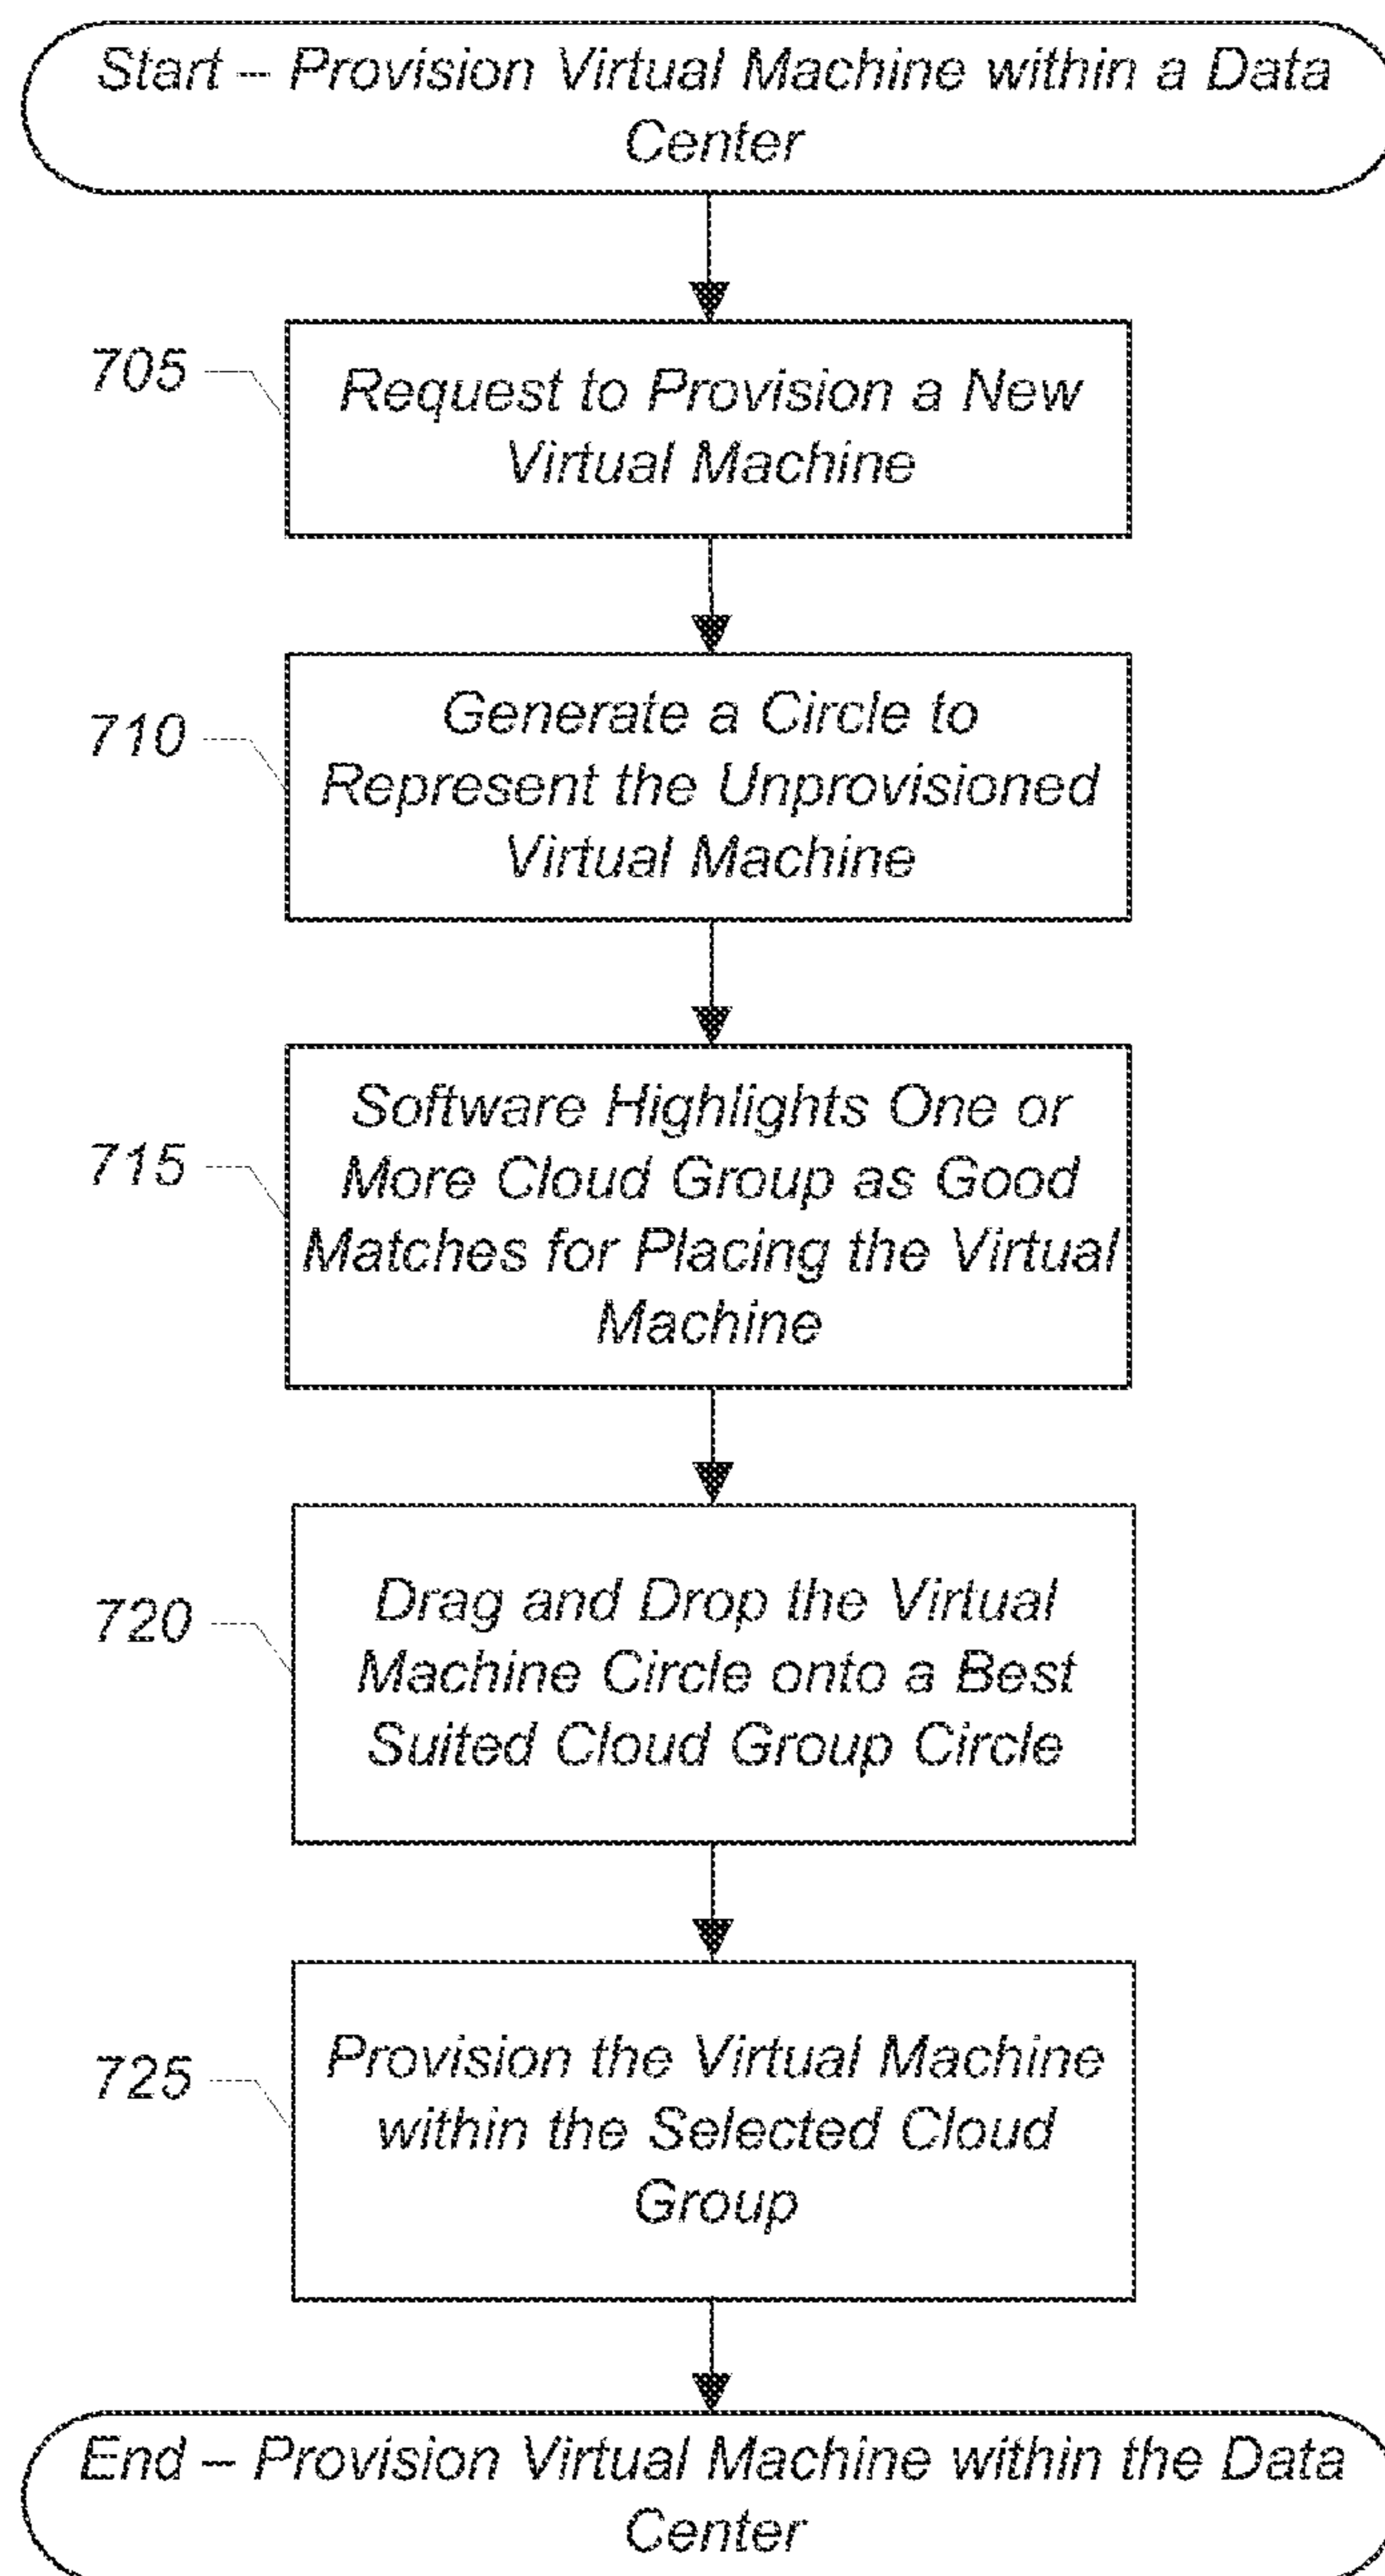 Start – Provision Virtual Machine within a Data
Center
705
Request to Provision a New
Virtual Machine
710
Generate a Circle to
Represent the Unprovisioned
Virtual Machine
715
Software Highlights One or
More Cloud Group as Good
Matches for Placing the Virtual
Machine
720
Drag and Drop the Virtual
Machine Circle onto a Best
Suited Cloud Group Circle
725
Provision the Virtual Machine
within the Selected Cloud
Group
End – Provision Virtual Machine within the Data
Center